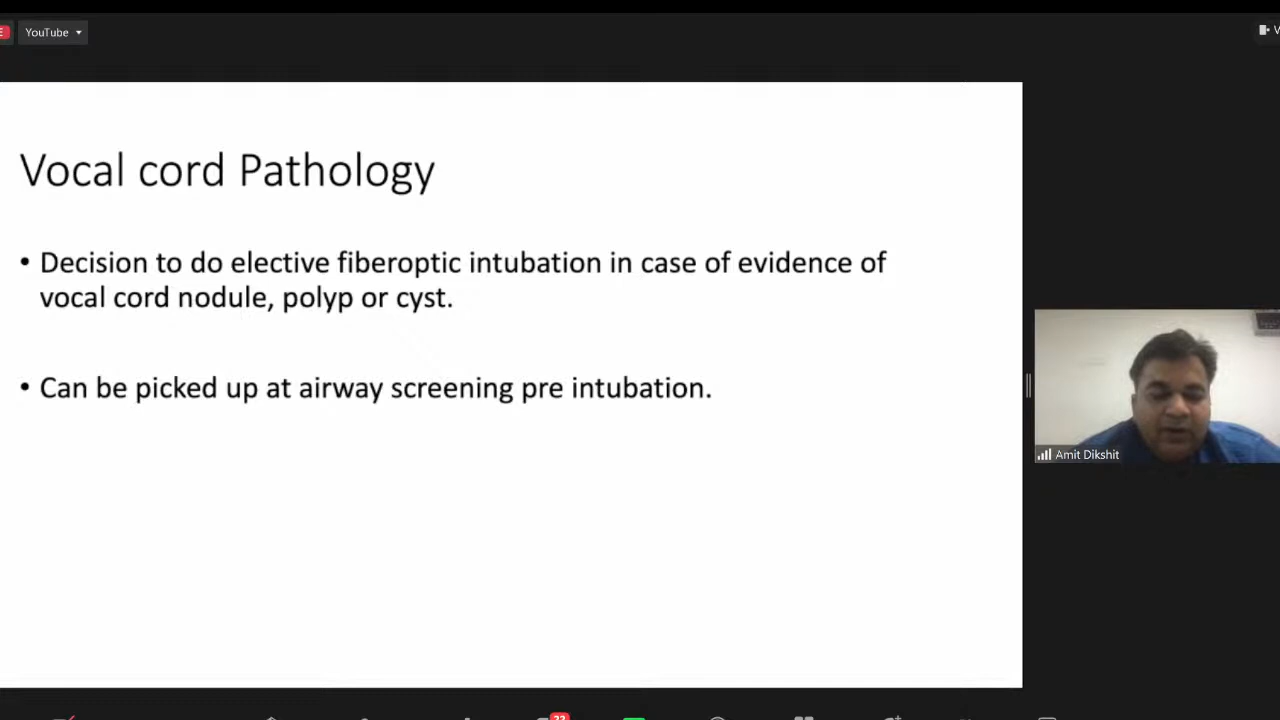 YouTube
Vocal cord Pathology
• Decision to do elective fiberoptic intubation in case of evidence of
vocal cord nodule, polyp or cyst.
• Can be picked up at airway screening pre intubation.
Amit Dikshit